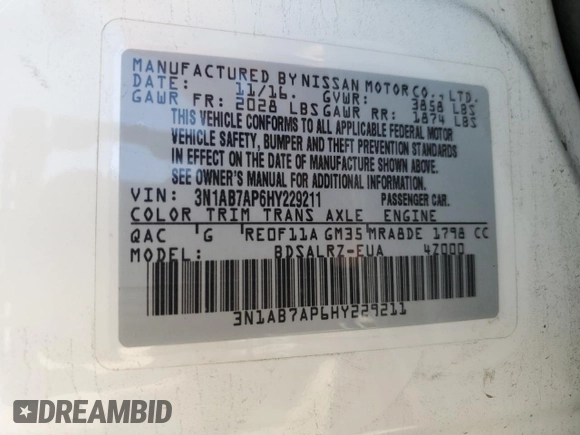 MANUFACTURED BY NISSAN MOTOR CO., LTD.
DATE: 11/16. GVWR: 3858 LBS
GAWR FR: 2028 LBS GAWR RR: 1874 LBS
THIS VEHICLE CONFORMS TO ALL APPLICABLE FEDERAL MOTOR
VEHICLE SAFETY, BUMPER AND THEFT PREVENTION STANDARDS
IN EFFECT ON THE DATE OF MANUFACTURE SHOWN ABOVE.
SEE OWNER'S MANUAL FOR ADDITIONAL INFORMATION.
VIN: 3N1AB7AP6HY229211 PASSENGER CAR.
COLOR TRIM TRANS AXLE ENGINE
QAC G RE0F11A GM35 MRA8DE 1798 CC
MODEL: BDSALR7-EUA 4Z000
3N1AB7AP6HY229211
DREAMBID